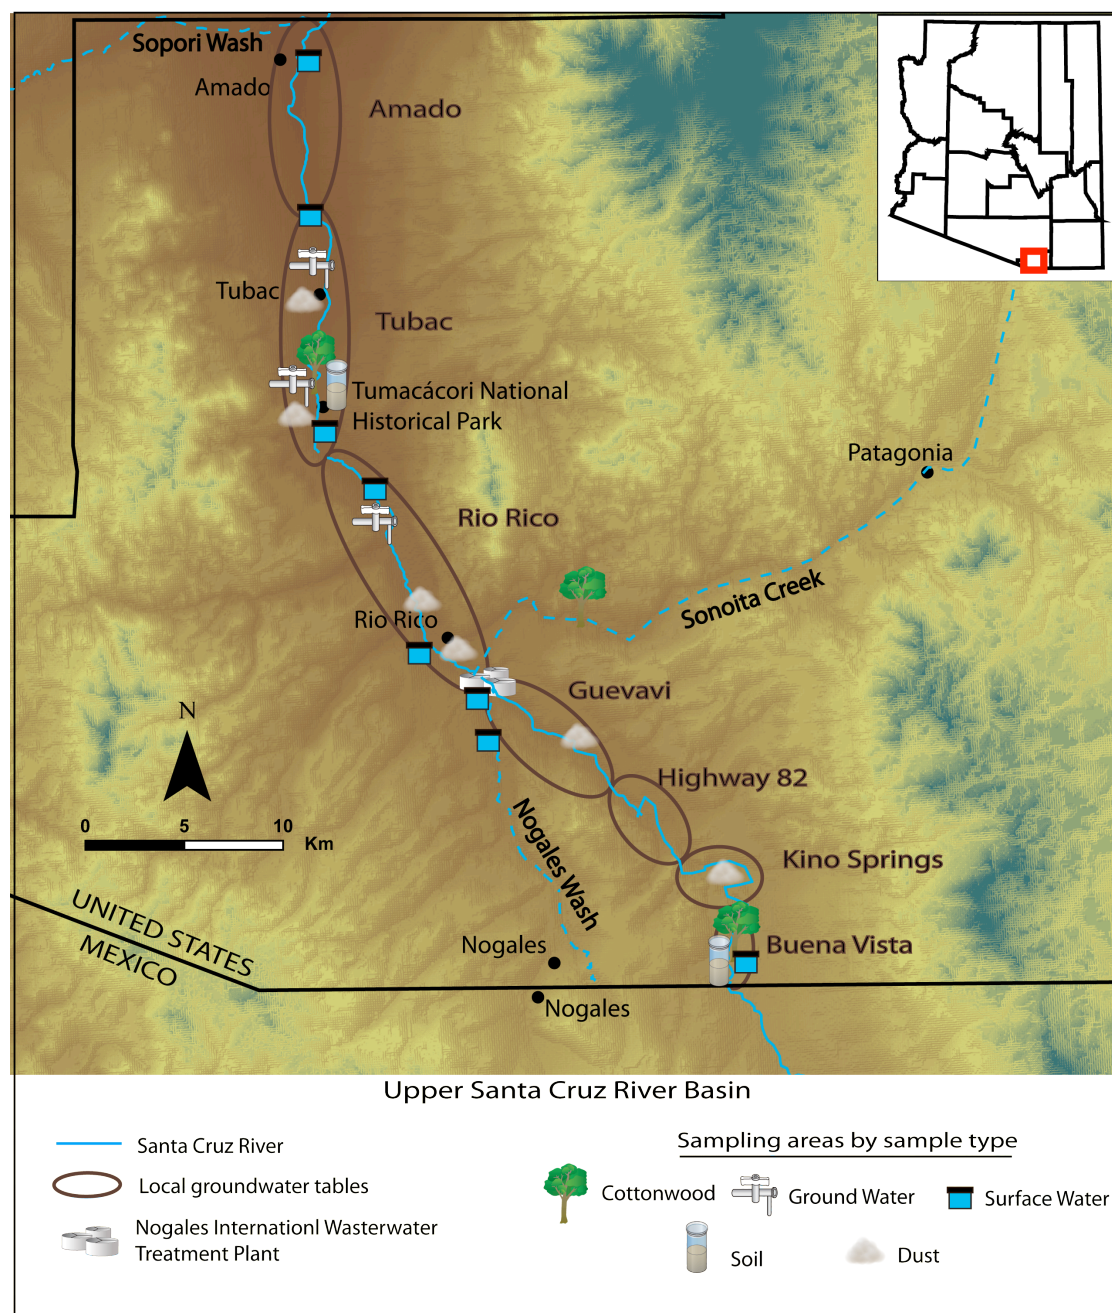 Sopori Wash
Amado
Amado
Tubac
Tubac
Tumacácori National
Historical Park
Patagonia
Rio Rico
Sonoita Creek
Rio Rico
Guevavi
N
Highway 82
0 5 10
Km
Nogales Wash
Kino Springs
UNITED STATES
MEXICO
Nogales
Buena Vista
Nogales
Upper Santa Cruz River Basin
Santa Cruz River
Local groundwater tables
Nogales Internationl Wasterwater
Treatment Plant
Sampling areas by sample type
Cottonwood
Ground Water
Surface Water
Soil
Dust